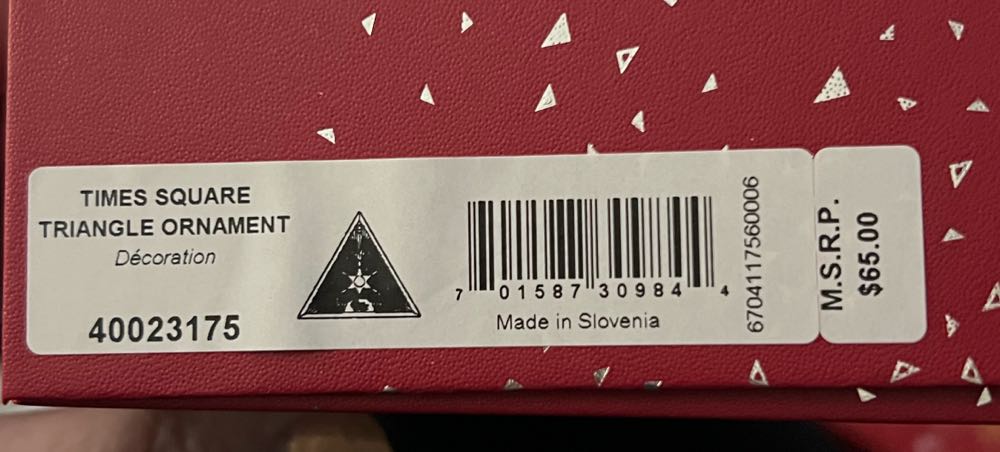 TIMES SQUARE
TRIANGLE ORNAMENT
Décoration
40023175
7 01587 30984 4
Made in Slovenia
6704117560006
M.S.R.P.
$65.00